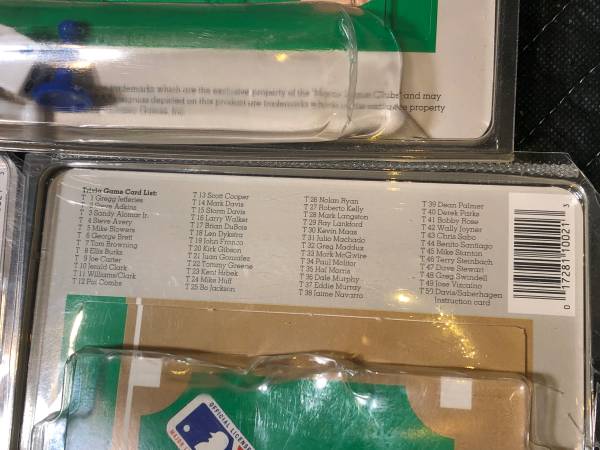 trademarks which are the exclusive property of the "Major League Clubs" and may
insignias depicted on this product are trademarks which are the exclusive property
Trivia Game Card List:
T 1 Gregg Jefferies
T 2 Steve Adkins
T 3 Sandy Alomar Jr.
T 4 Steve Avery
T 5 Mike Blowers
T 6 George Brett
T 7 Tom Browning
T 8 Ellis Burks
T 9 Joe Carter
T 10 Jerald Clark
T 11 Williams/Clark
T 12 Pat Combs
T 13 Scott Cooper
T 14 Mark Davis
T 15 Storm Davis
T 16 Larry Walker
T 17 Brian DuBois
T 18 Len Dykstra
T 19 John Franco
T 20 Kirk Gibson
T 21 Juan Gonzalez
T 22 Tommy Greene
T 23 Kent Hrbek
T 24 Mike Huff
T 25 Bo Jackson
T 26 Nolan Ryan
T 27 Roberto Kelly
T 28 Mark Langston
T 29 Ray Lankford
T 30 Kevin Maas
T 31 Julio Machado
T 32 Greg Maddux
T 33 Mark McGwire
T 34 Paul Molitor
T 35 Hal Morris
T 36 Dale Murphy
T 37 Eddie Murray
T 38 Jaime Navarro
T 39 Dean Palmer
T 40 Derek Parks
T 41 Bobby Rose
T 42 Wally Joyner
T 43 Chris Sabo
T 44 Benito Santiago
T 45 Mike Stanton
T 46 Terry Steinbach
T 47 Dave Stewart
T 48 Greg Swindell
T 49 Jose Vizcaino
T 50 Davis/Saberhagen
Instruction card
0 17281 10021 3
OFFICIAL LICENSEE